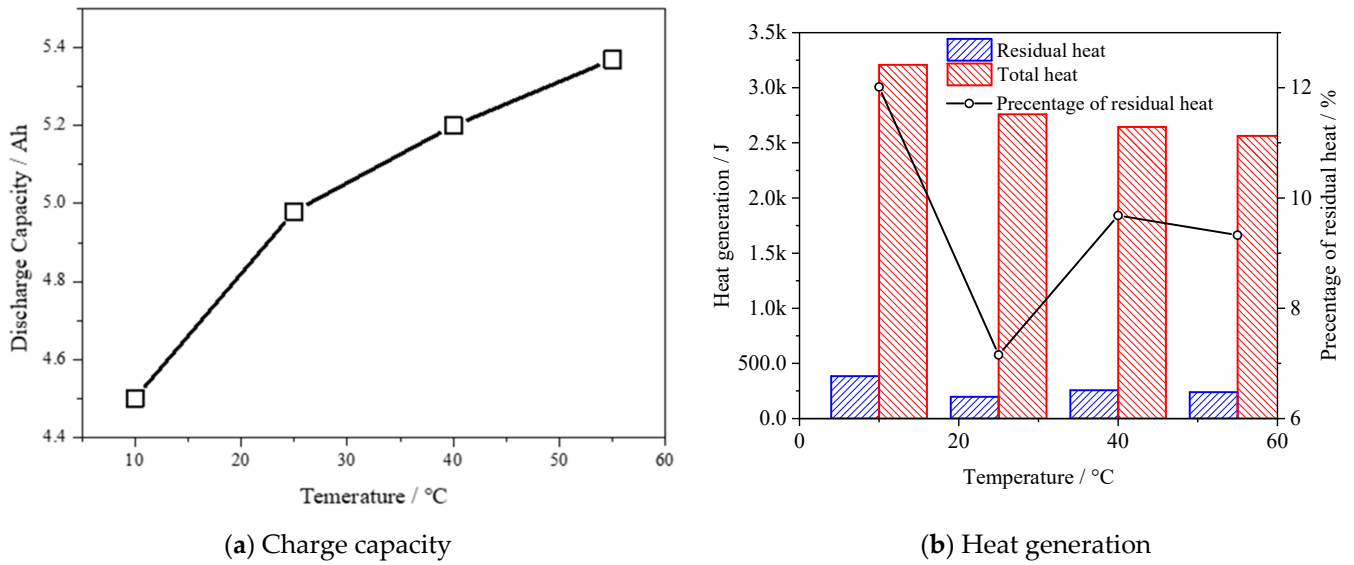 5.4
5.2
5.0
4.8
4.6
4.4
10
20
30
40
50
60
Discharge Capacity / Ah
Temerature / °C
(a) Charge capacity
3.5k
3.0k
2.5k
2.0k
1.5k
1.0k
500.0
0.0
0
20
40
60
12
10
8
6
Residual heat
Total heat
Precentage of residual heat
Heat generation / J
Precentage of residual heat / %
Temperature / °C
(b) Heat generation